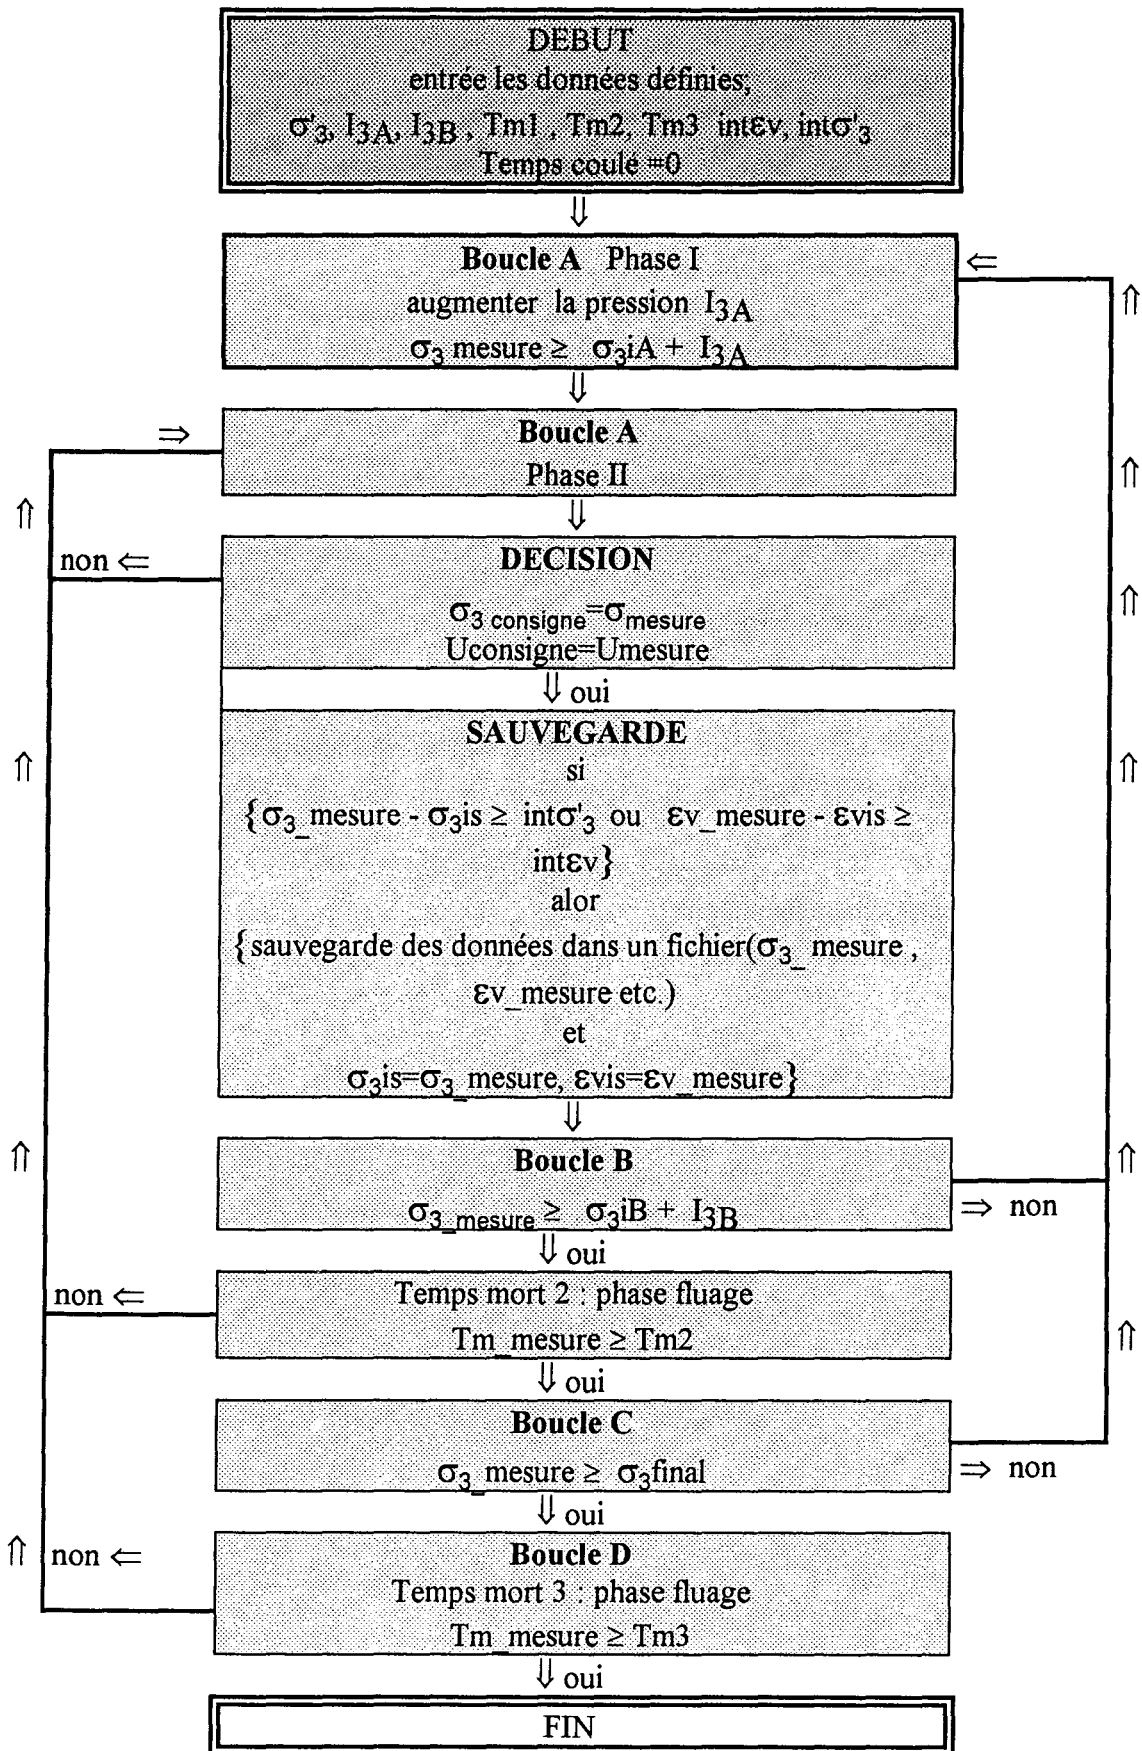 DEBUT
entrée les données définies;
σ'3, I3A, I3B , Tm1 , Tm2, Tm3 intεv, intσ'3
Temps coulé =0
⇓
Boucle A Phase I
⇐
augmenter la pression I3A
⇑
σ3 mesure ≥ σ3iA + I3A
⇓
⇒
Boucle A
Phase II
⇑
⇑
⇓
non ⇐
DECISION
⇑
σ3 consigne=σmesure
Uconsigne=Umesure
⇓ oui
SAUVEGARDE
si
⇑
⇑
{σ3_mesure - σ3is ≥ intσ'3 ou εv_mesure - εvis ≥
intεv}
alor
{sauvegarde des données dans un fichier(σ3_ mesure ,
εv_mesure etc.)
et
σ3is=σ3_mesure, εvis=εv_mesure}
⇓
⇑
Boucle B
⇑
σ3_mesure ≥ σ3iB + I3B
⇒ non
⇓ oui
non ⇐
Temps mort 2 : phase fluage
Tm_mesure ≥ Tm2
⇑
⇓ oui
Boucle C
σ3_mesure ≥ σ3final
⇒ non
⇓ oui
⇑ non ⇐
Boucle D
Temps mort 3 : phase fluage
Tm_mesure ≥ Tm3
⇓ oui
FIN